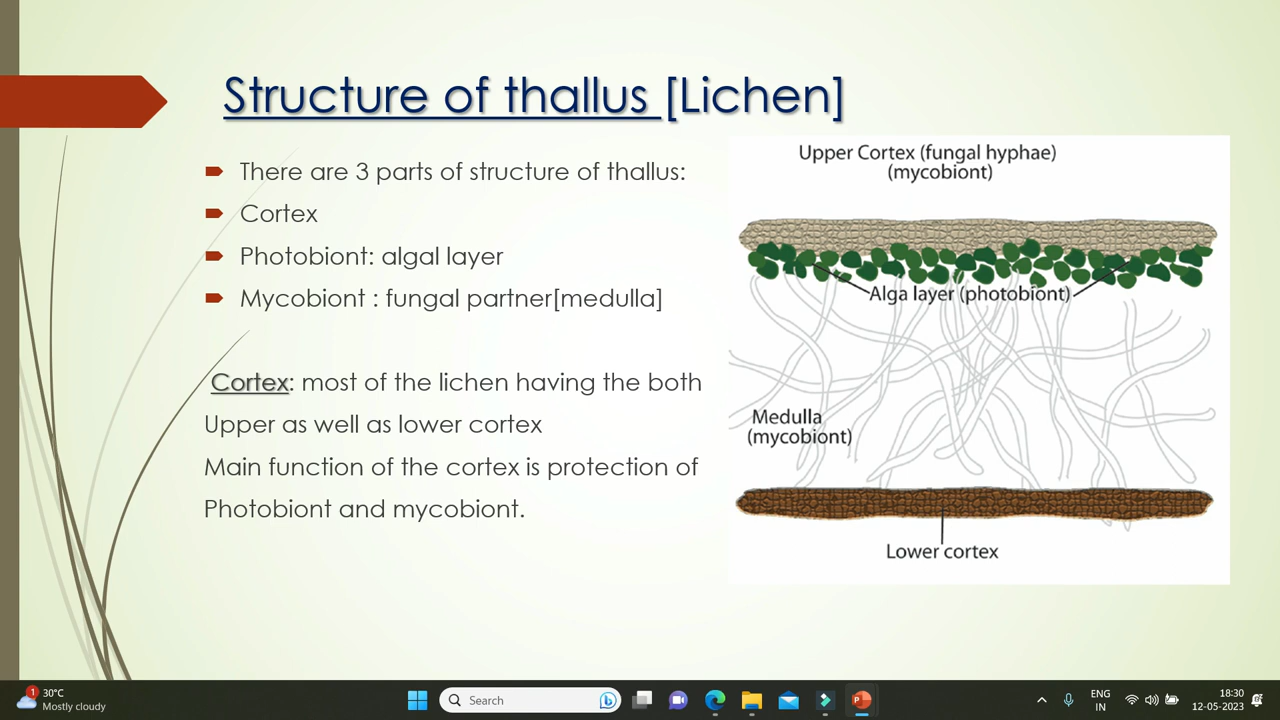 Structure of thallus [Lichen]
There are 3 parts of structure of thallus:
Cortex
Photobiont: algal layer
Mycobiont : fungal partner[medulla]
Cortex: most of the lichen having the both
Upper as well as lower cortex
Main function of the cortex is protection of
Photobiont and mycobiont.
Upper Cortex (fungal hyphae)
(mycobiont)
Alga layer (photobiont)
Medulla
(mycobiont)
Lower cortex
1
30°C
Mostly cloudy
Search
P
ENG
IN
18:30
12-05-2023